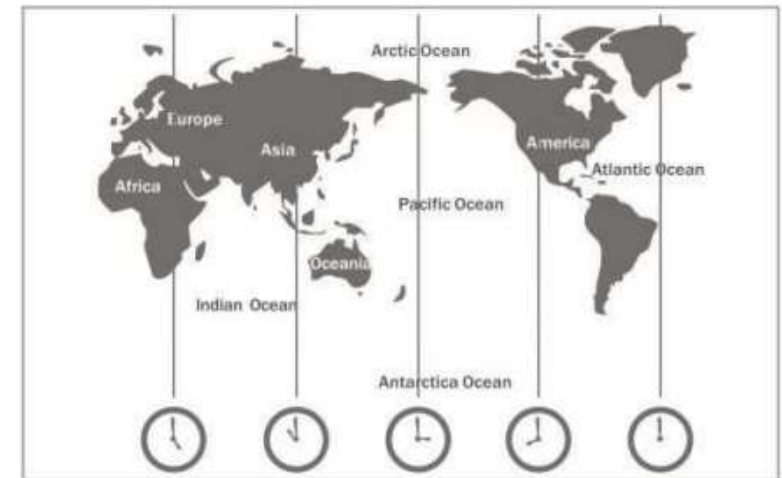 Arctic Ocean
Europe
Asia
America
Atlantic Ocean
Africa
Pacific Ocean
Oceania
Indian Ocean
Antarctica Ocean